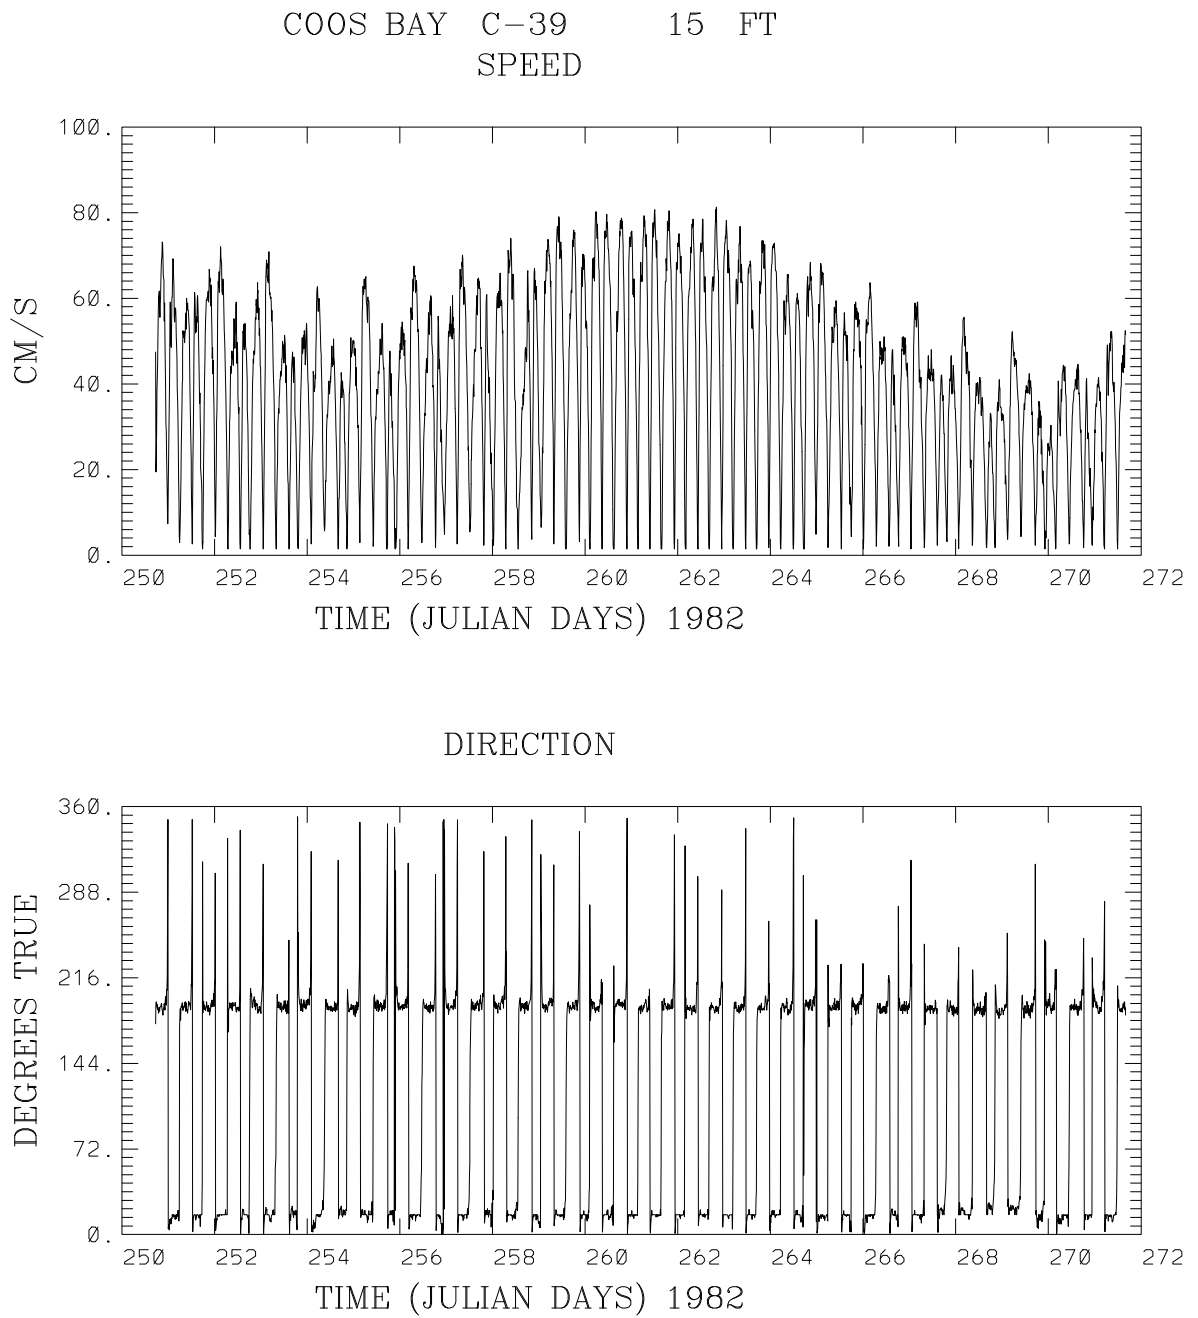 COOS BAY C-39 15 FT
SPEED
100.
80.
60.
40.
20.
0.
CM/S
250 252 254 256 258 260 262 264 266 268 270 272
TIME (JULIAN DAYS) 1982
DIRECTION
360.
288.
216.
144.
72.
0.
DEGREES TRUE
250 252 254 256 258 260 262 264 266 268 270 272
TIME (JULIAN DAYS) 1982